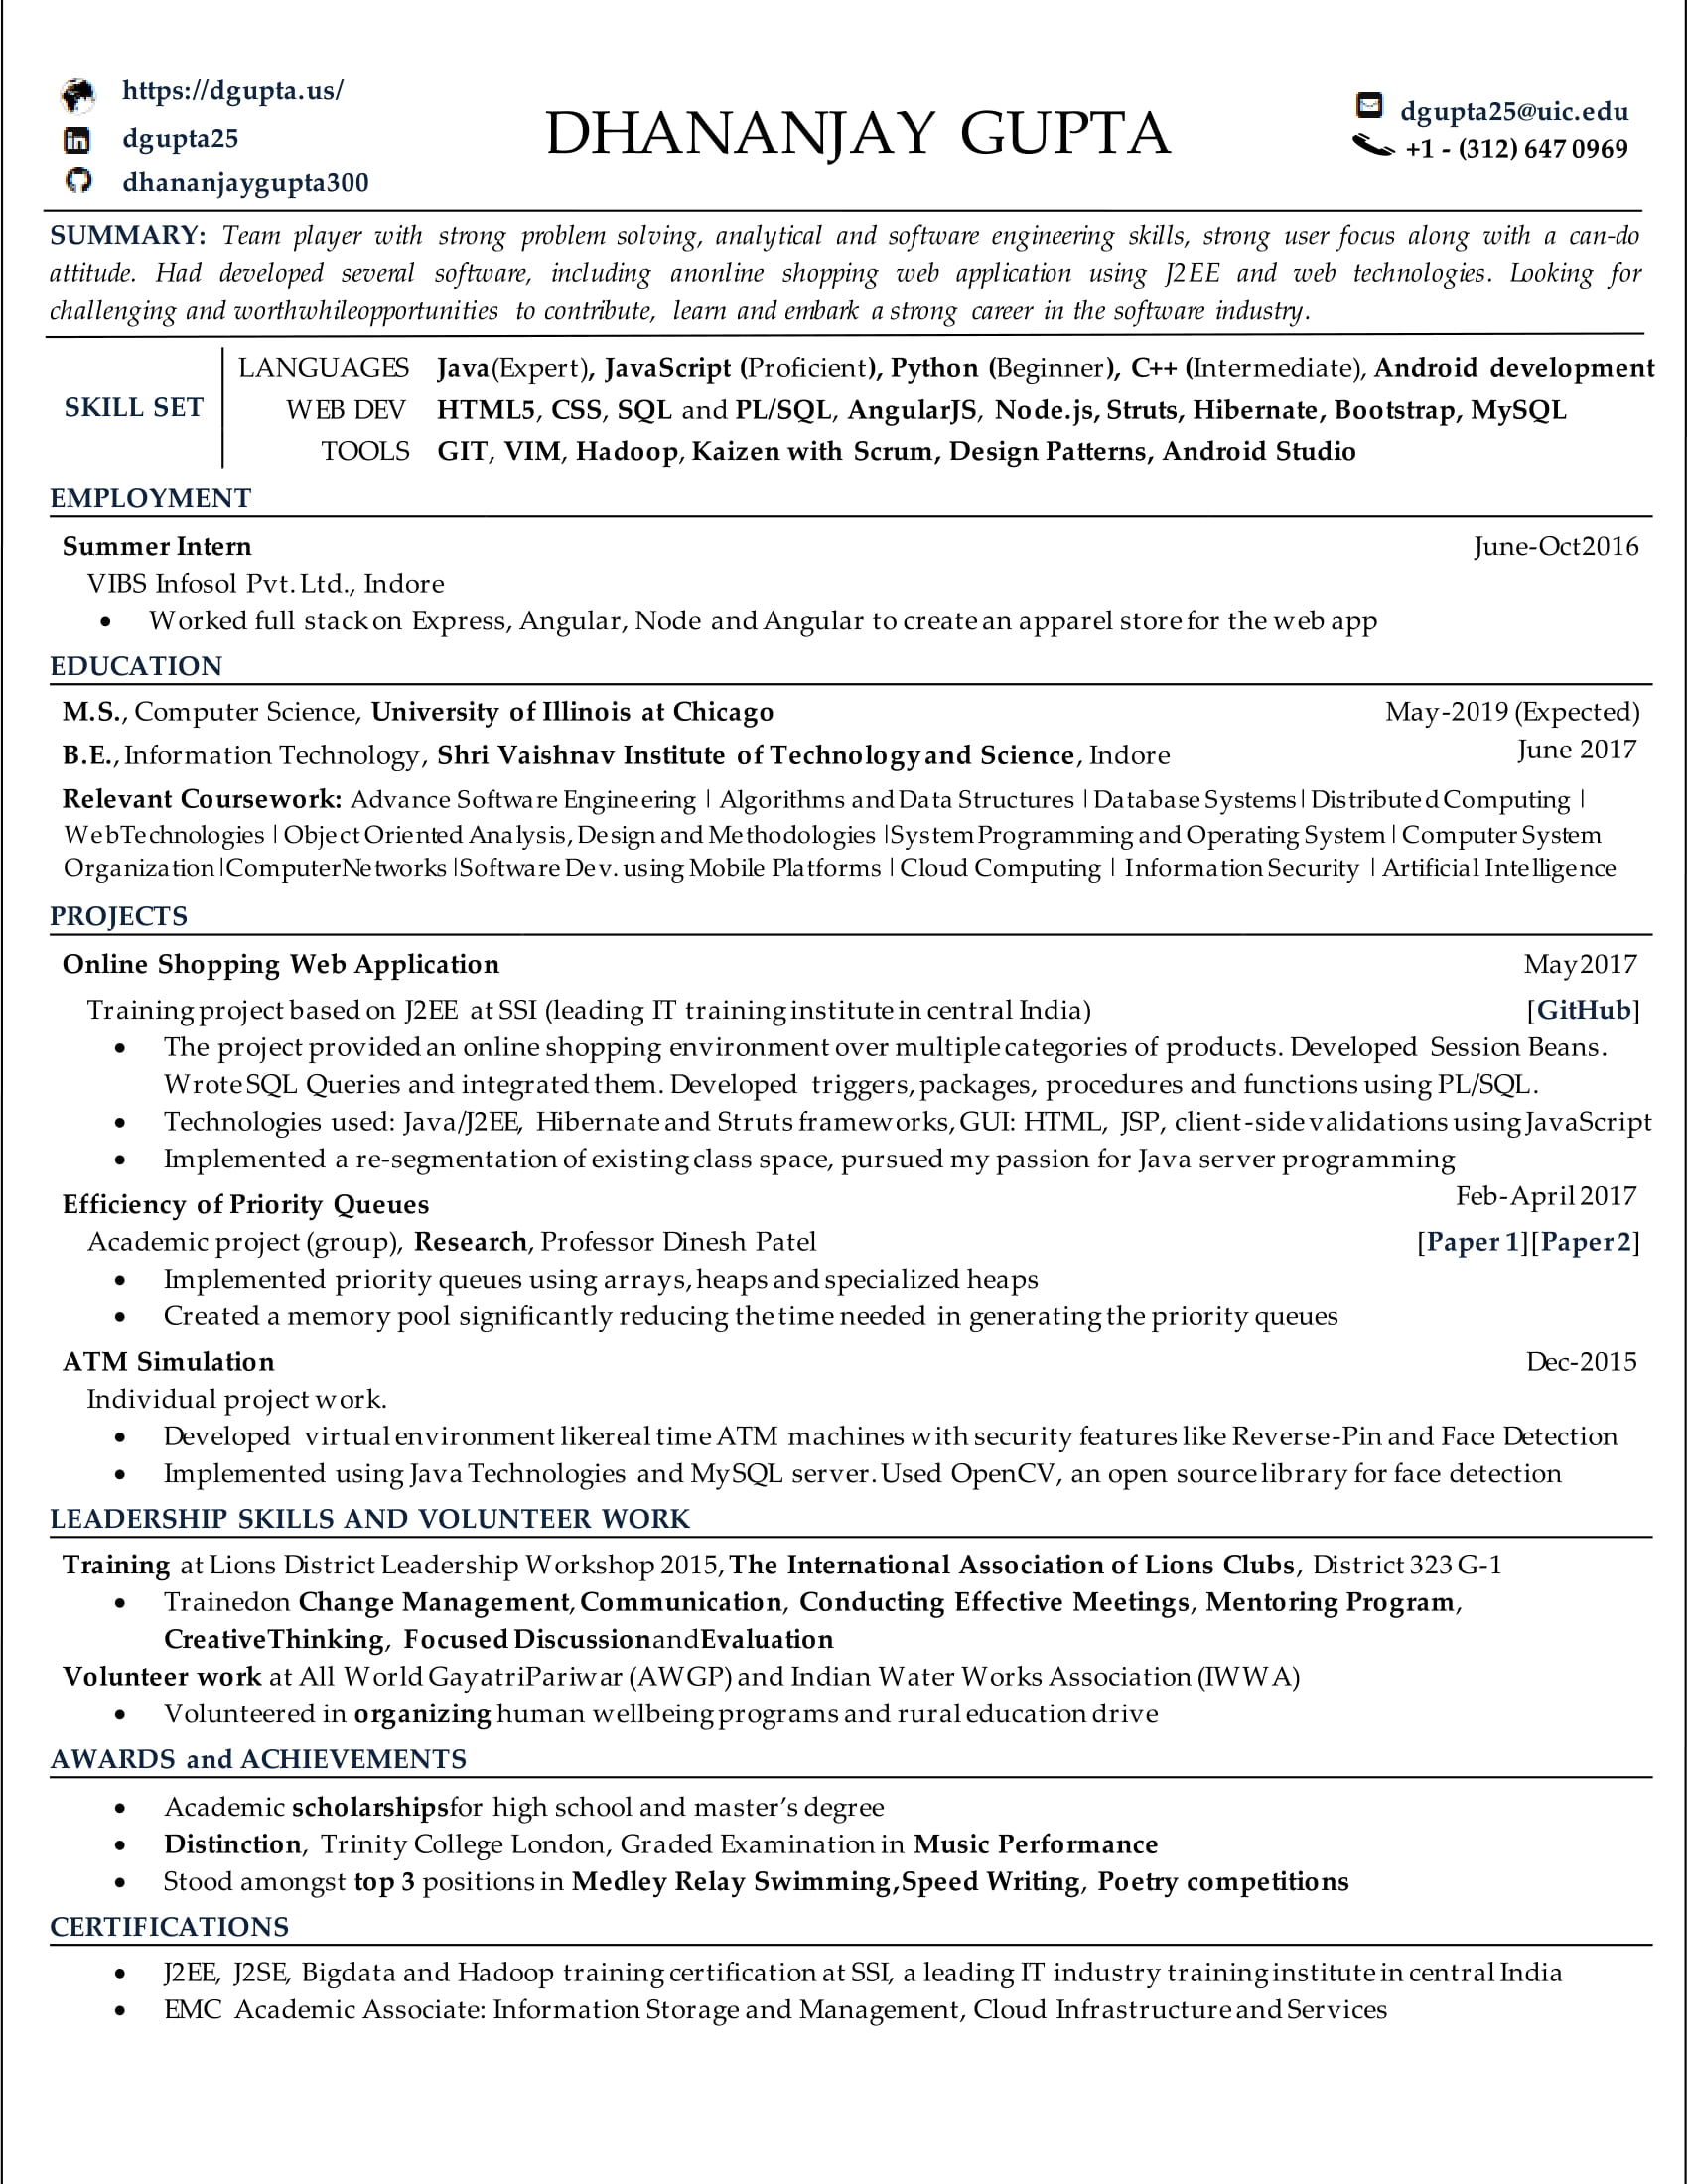 https://dgupta.us/
dgupta25
dhananjaygupta300
DHANANJAY GUPTA
dgupta25@uic.edu
+1 - (312) 647 0969
SUMMARY: Team player with strong problem solving, analytical and software engineering skills, strong user focus along with a can-do
attitude. Had developed several software, including anonline shopping web application using J2EE and web technologies. Looking for
challenging and worthwhileopportunities to contribute, learn and embark a strong career in the software industry.
SKILL SET
LANGUAGES Java(Expert), JavaScript (Proficient), Python (Beginner), C++ (Intermediate), Android development
WEB DEV HTML5, CSS, SQL and PL/SQL, AngularJS, Node.js, Struts, Hibernate, Bootstrap, MySQL
TOOLS GIT, VIM, Hadoop, Kaizen with Scrum, Design Patterns, Android Studio
EMPLOYMENT
Summer Intern June-Oct2016
VIBS Infosol Pvt. Ltd., Indore
• Worked full stack on Express, Angular, Node and Angular to create an apparel store for the web app
EDUCATION
M.S., Computer Science, University of Illinois at Chicago May-2019 (Expected)
B.E., Information Technology, Shri Vaishnav Institute of Technology and Science, Indore June 2017
Relevant Coursework: Advance Software Engineering | Algorithms and Data Structures | Database Systems | Distributed Computing |
WebTechnologies | Object Oriented Analysis, Design and Methodologies |System Programming and Operating System | Computer System
Organization|ComputerNetworks |Software Dev. using Mobile Platforms | Cloud Computing | Information Security | Artificial Intelligence
PROJECTS
Online Shopping Web Application May2017
Training project based on J2EE at SSI (leading IT training institute in central India) [GitHub]
• The project provided an online shopping environment over multiple categories of products. Developed Session Beans.
Wrote SQL Queries and integrated them. Developed triggers, packages, procedures and functions using PL/SQL.
• Technologies used: Java/J2EE, Hibernate and Struts frameworks, GUI: HTML, JSP, client-side validations using JavaScript
• Implemented a re-segmentation of existing class space, pursued my passion for Java server programming
Efficiency of Priority Queues Feb-April 2017
Academic project (group), Research, Professor Dinesh Patel [Paper 1][Paper 2]
• Implemented priority queues using arrays, heaps and specialized heaps
• Created a memory pool significantly reducing the time needed in generating the priority queues
ATM Simulation Dec-2015
Individual project work.
• Developed virtual environment likereal time ATM machines with security features like Reverse-Pin and Face Detection
• Implemented using Java Technologies and MySQL server. Used OpenCV, an open source library for face detection
LEADERSHIP SKILLS AND VOLUNTEER WORK
Training at Lions District Leadership Workshop 2015, The International Association of Lions Clubs, District 323 G-1
• Trainedon Change Management, Communication, Conducting Effective Meetings, Mentoring Program,
CreativeThinking, Focused DiscussionandEvaluation
Volunteer work at All World GayatriPariwar (AWGP) and Indian Water Works Association (IWWA)
• Volunteered in organizing human wellbeing programs and rural education drive
AWARDS and ACHIEVEMENTS
• Academic scholarshipsfor high school and master’s degree
• Distinction, Trinity College London, Graded Examination in Music Performance
• Stood amongst top 3 positions in Medley Relay Swimming,Speed Writing, Poetry competitions
CERTIFICATIONS
• J2EE, J2SE, Bigdata and Hadoop training certification at SSI, a leading IT industry training institute in central India
• EMC Academic Associate: Information Storage and Management, Cloud Infrastructure and Services